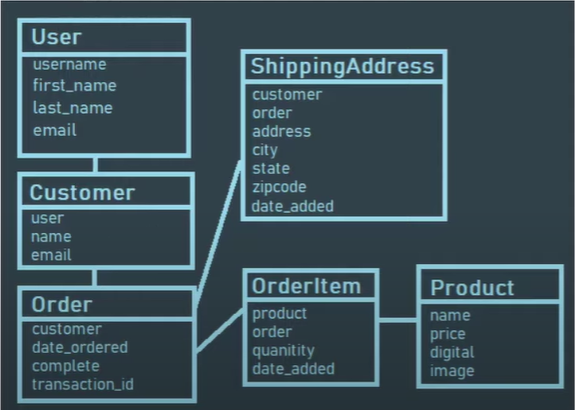 User
username
first_name
last_name
email
Customer
user
name
email
Order
customer
date_ordered
complete
transaction_id
ShippingAddress
customer
order
address
city
state
zipcode
date_added
OrderItem
product
order
quanitity
date_added
Product
name
price
digital
image